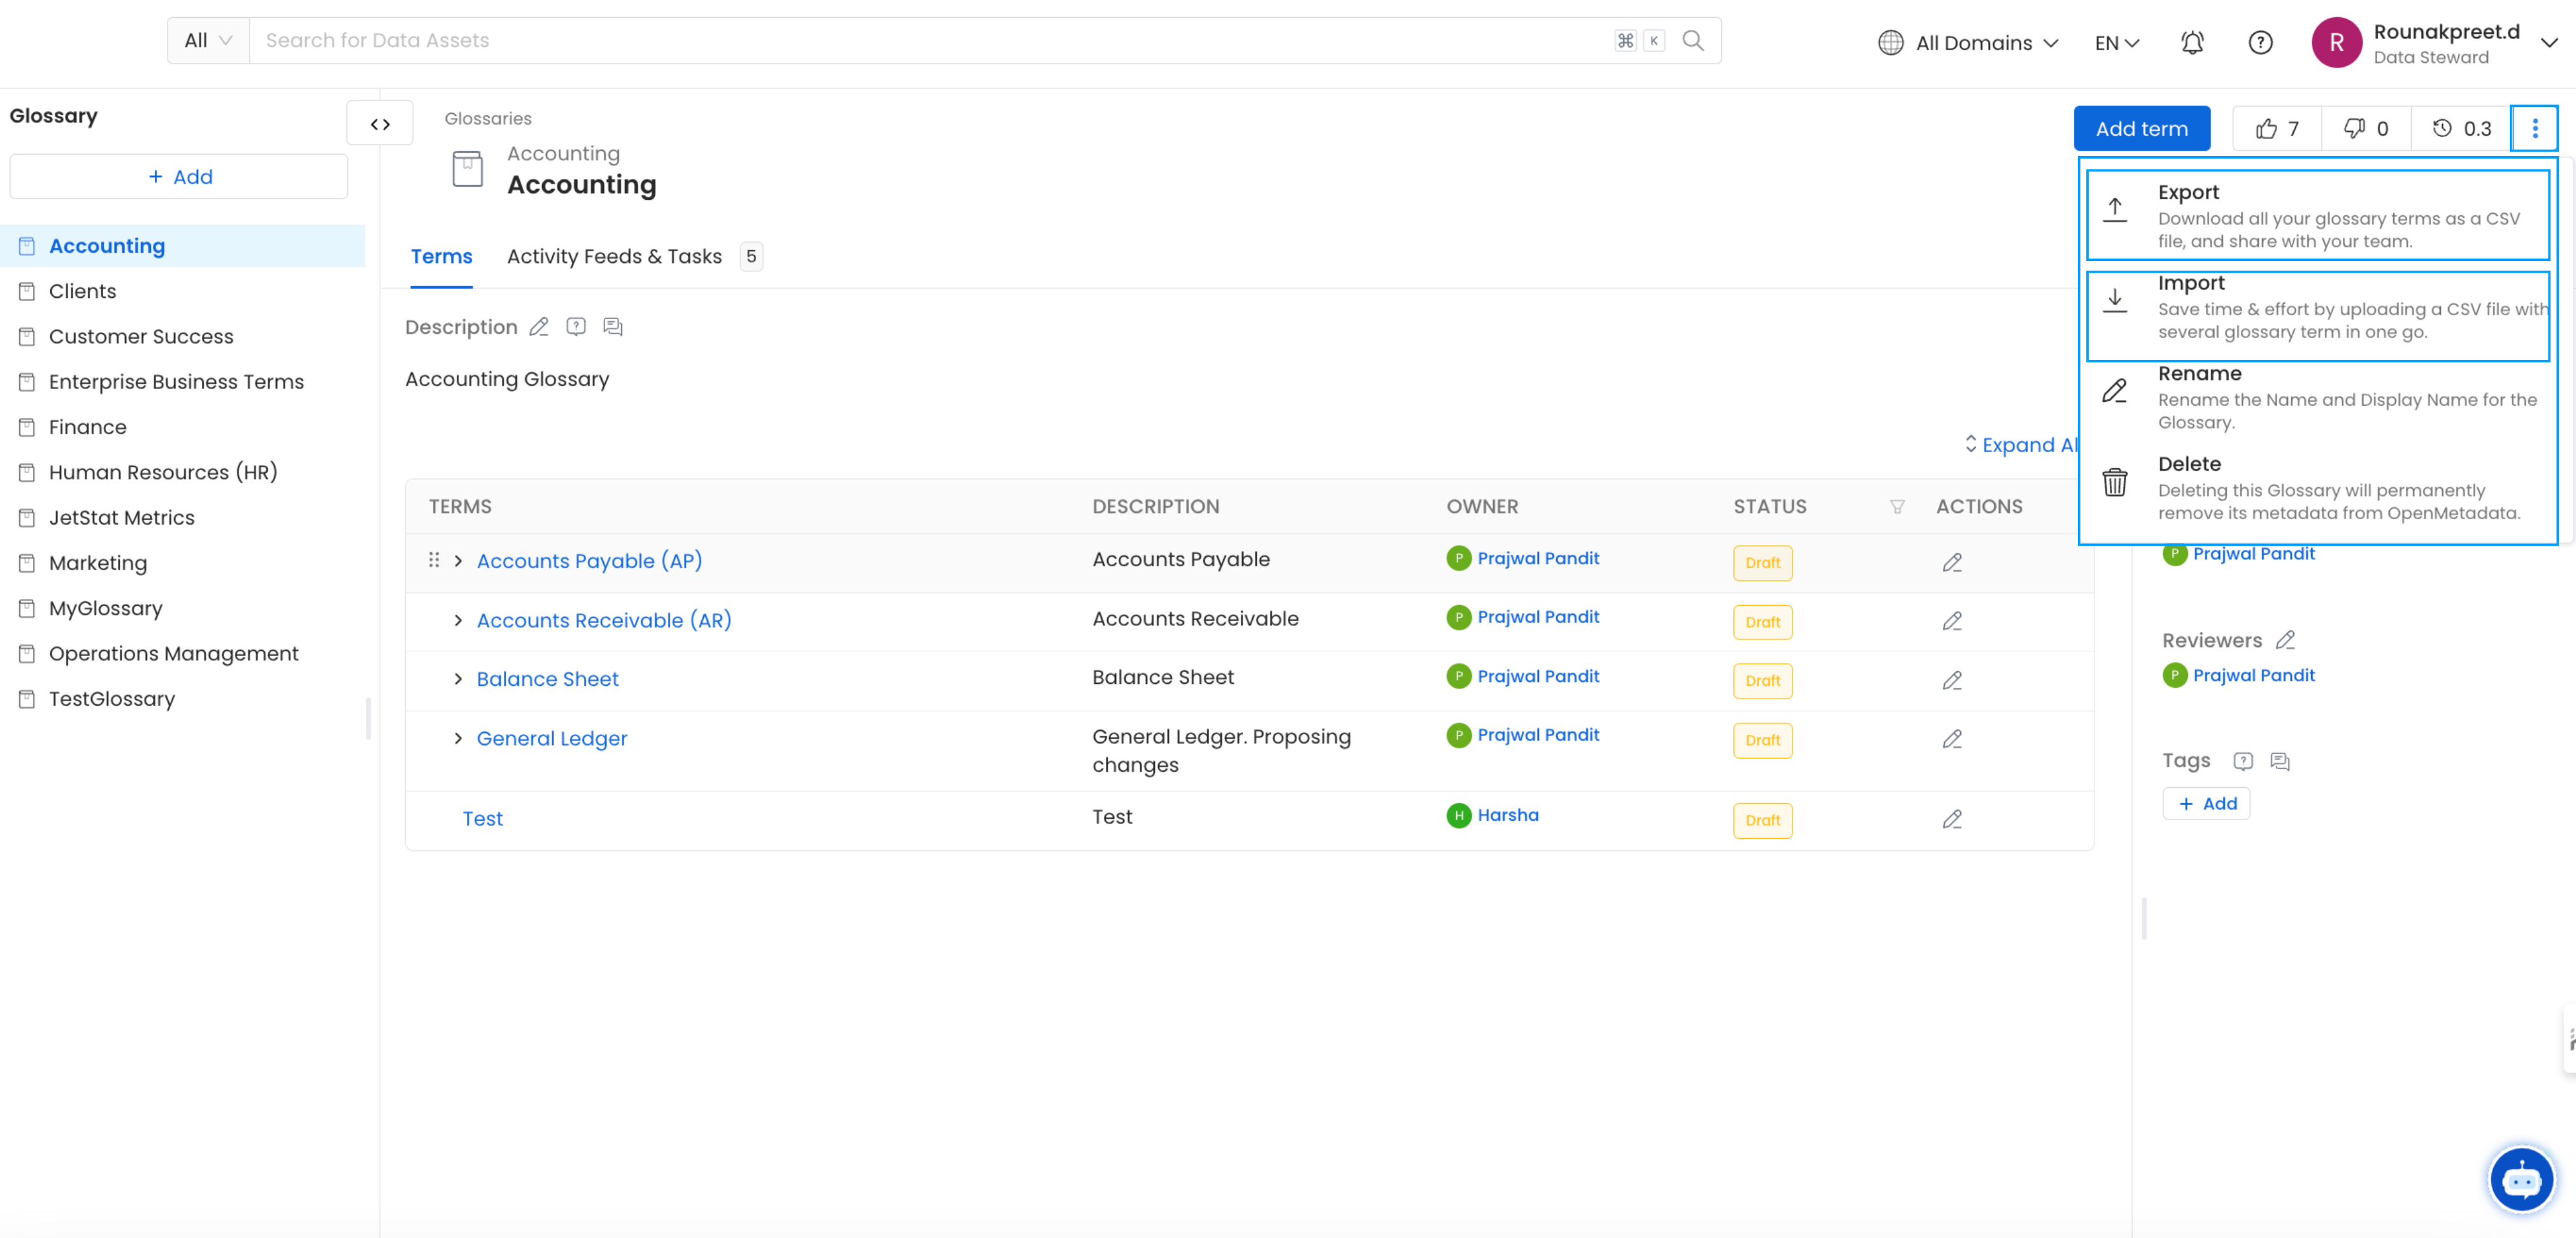 All
Search for Data Assets
⌘ K
All Domains
EN
R
Rounakpreet.d
Data Steward
Glossary
+ Add
Accounting
Clients
Customer Success
Enterprise Business Terms
Finance
Human Resources (HR)
JetStat Metrics
Marketing
MyGlossary
Operations Management
TestGlossary
Glossaries
Accounting
Accounting
Add term
7
0
0.3
Terms
Activity Feeds & Tasks 5
Description
Accounting Glossary
Expand Al
TERMS DESCRIPTION OWNER STATUS ACTIONS
Accounts Payable (AP) Accounts Payable P Prajwal Pandit Draft
Accounts Receivable (AR) Accounts Receivable P Prajwal Pandit Draft
Balance Sheet Balance Sheet P Prajwal Pandit Draft
General Ledger General Ledger. Proposing P Prajwal Pandit Draft
changes
Test Test H Harsha Draft
Export
Download all your glossary terms as a CSV
file, and share with your team.
Import
Save time & effort by uploading a CSV file with
several glossary term in one go.
Rename
Rename the Name and Display Name for the
Glossary.
Delete
Deleting this Glossary will permanently
remove its metadata from OpenMetadata.
P Prajwal Pandit
Reviewers
P Prajwal Pandit
Tags
+ Add